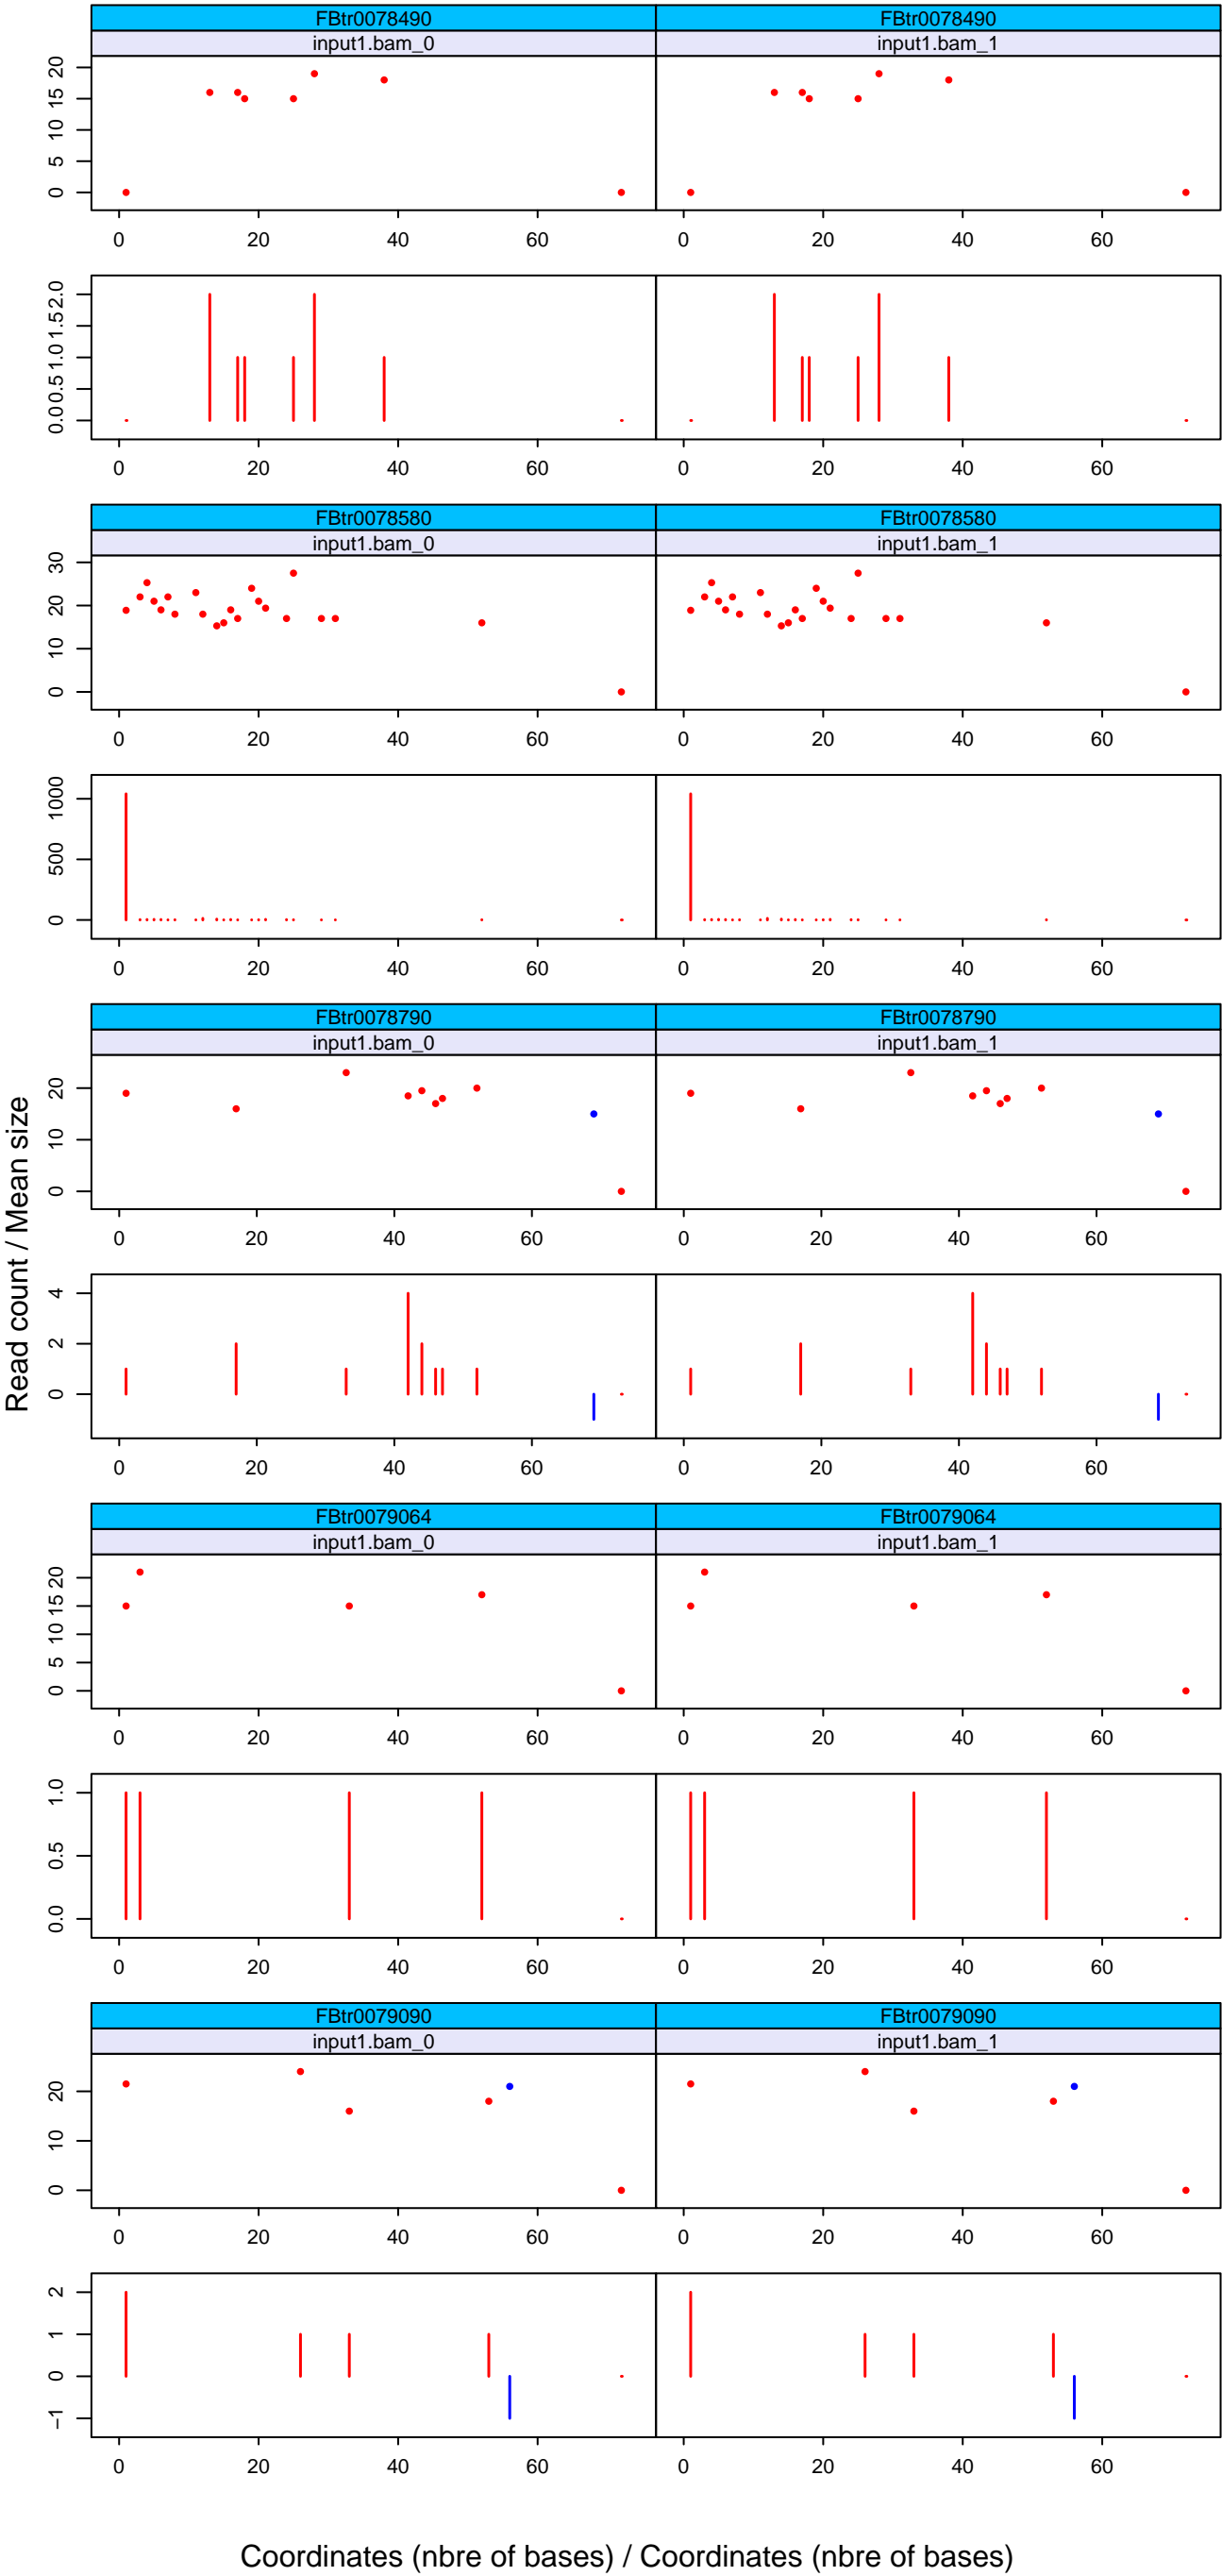 FBtr0078490 FBtr0078490
input1.bam_0 input1.bam_1
20
15
10
5
0
0 20 40 60 0 20 40 60
2.0
1.5
1.0
0.5
0.0
0 20 40 60 0 20 40 60
FBtr0078580 FBtr0078580
input1.bam_0 input1.bam_1
30
20
10
0
0 20 40 60 0 20 40 60
1000
500
0
0 20 40 60 0 20 40 60
FBtr0078790 FBtr0078790
input1.bam_0 input1.bam_1
20
10
0
0 20 40 60 0 20 40 60
Read count / Mean size
4
2
0
0 20 40 60 0 20 40 60
FBtr0079064 FBtr0079064
input1.bam_0 input1.bam_1
20
15
10
5
0
0 20 40 60 0 20 40 60
1.0
0.5
0.0
0 20 40 60 0 20 40 60
FBtr0079090 FBtr0079090
input1.bam_0 input1.bam_1
20
10
0
0 20 40 60 0 20 40 60
2
1
0
−1
0 20 40 60 0 20 40 60
Coordinates (nbre of bases) / Coordinates (nbre of bases)